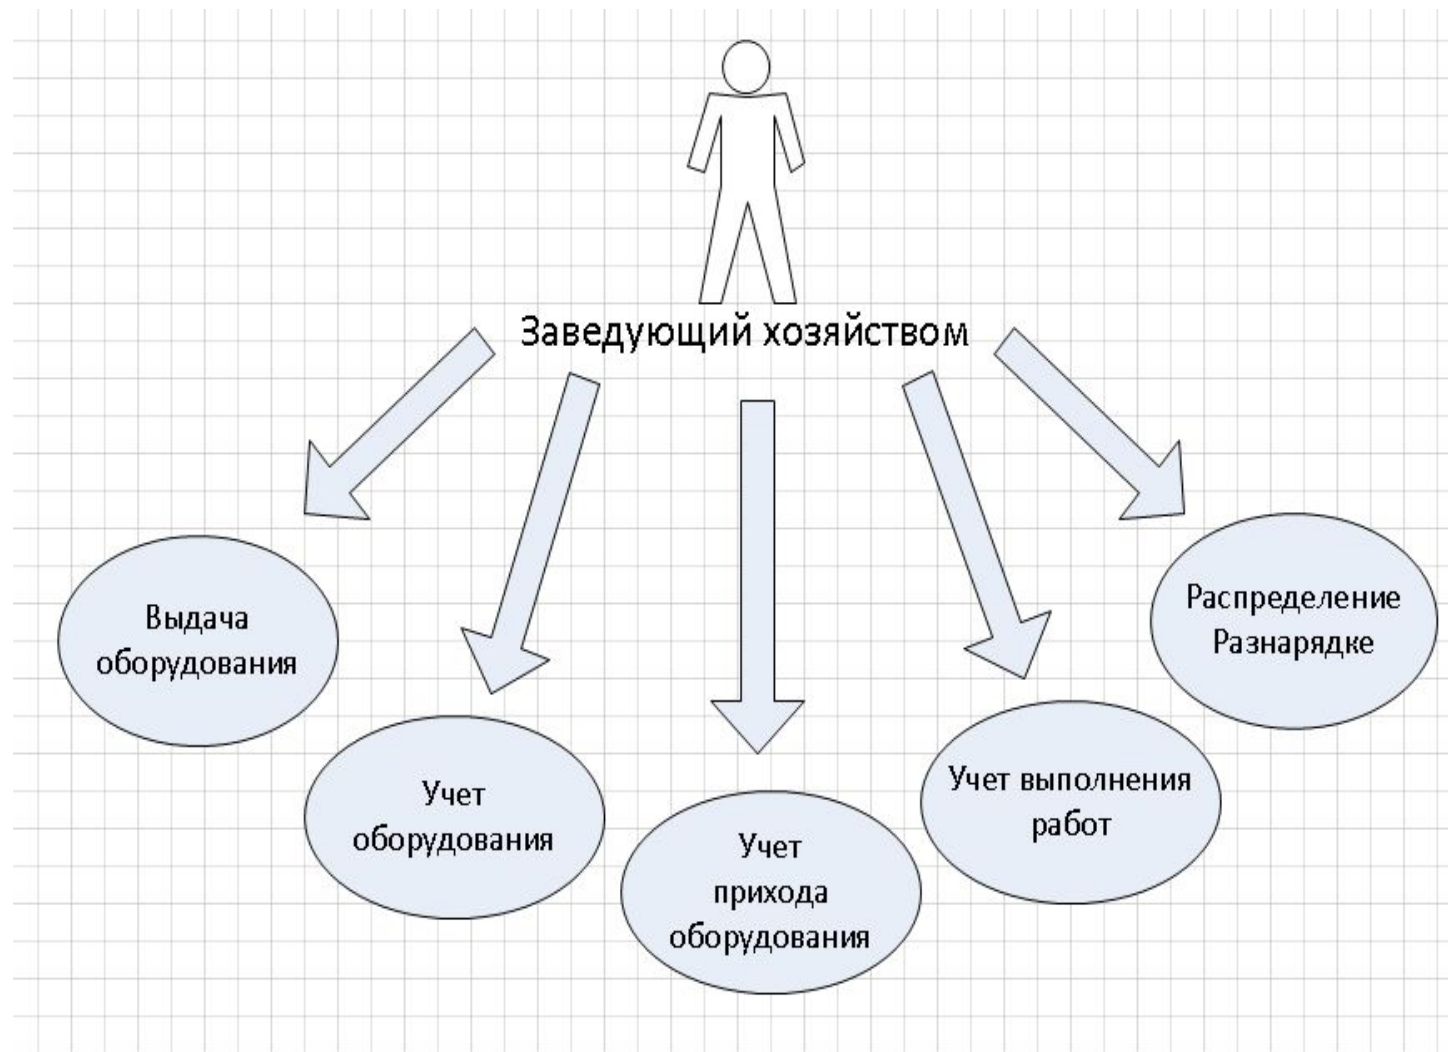 Заведующий хозяйством
Выдача
оборудования
Учет
оборудования
Учет
прихода
оборудования
Учет выполнения
работ
Распределение
Разнарядке